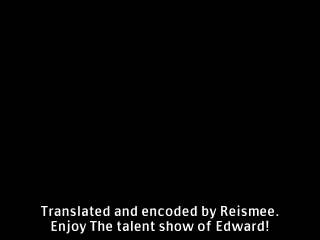 Translated and encoded by Reismee.
Enjoy The talent show of Edward!